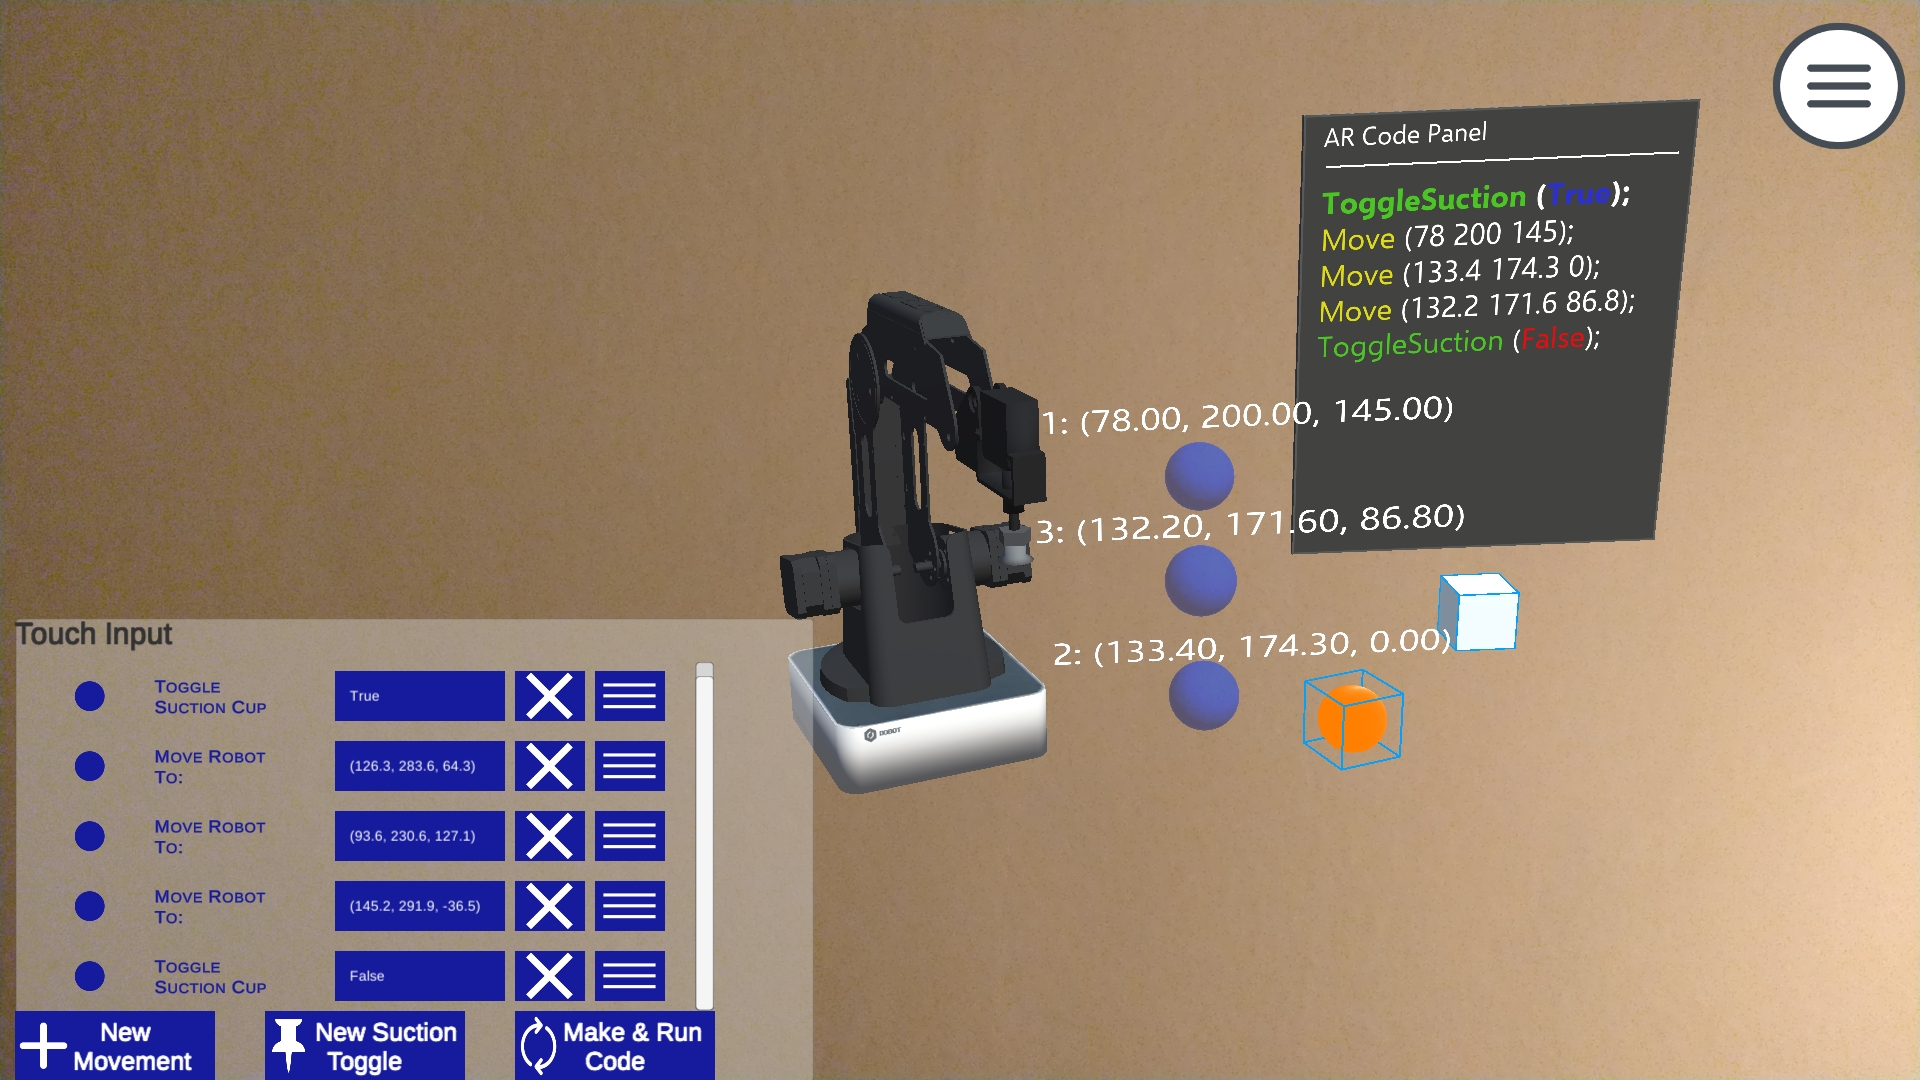 AR Code Panel
ToggleSuction (True);
Move (78 200 145);
Move (133.4 174.3 0);
Move (132.2 171.6 86.8);
ToggleSuction (False);
1: (78.00, 200.00, 145.00)
3: (132.20, 171.60, 86.80)
2: (133.40, 174.30, 0.00)
DOBOT
Touch Input
Toggle
Suction Cup
True
Move Robot
To:
(126.3, 283.6, 64.3)
Move Robot
To:
(93.6, 230.6, 127.1)
Move Robot
To:
(145.2, 291.9, -36.5)
Toggle
Suction Cup
False
New
Movement
New Suction
Toggle
Make & Run
Code